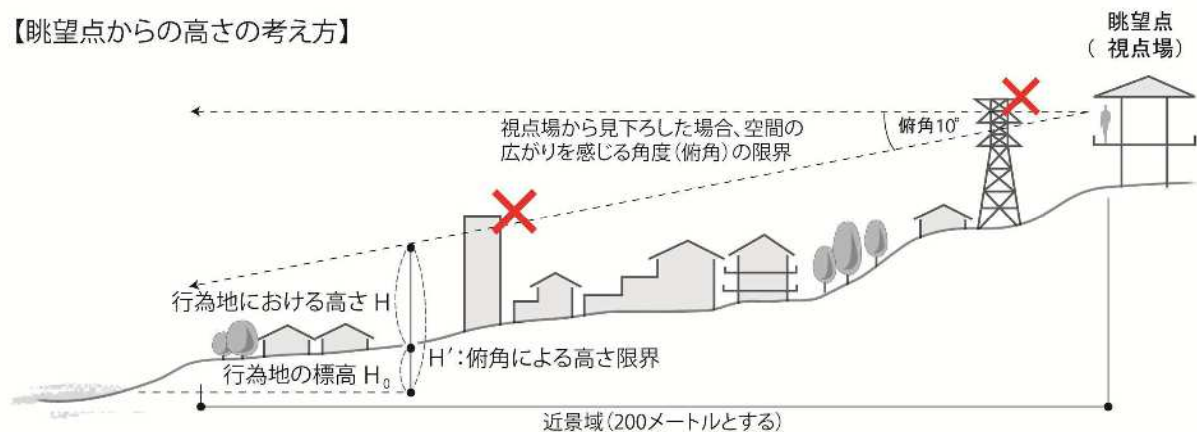 【眺望点からの高さの考え方】
眺望点
( 視点場)
視点場から見下ろした場合、空間の
広がりを感じる角度(俯角)の限界
俯角10°
行為地における高さ H
H´:俯角による高さ限界
行為地の標高 H₀
近景域(200メートルとする)